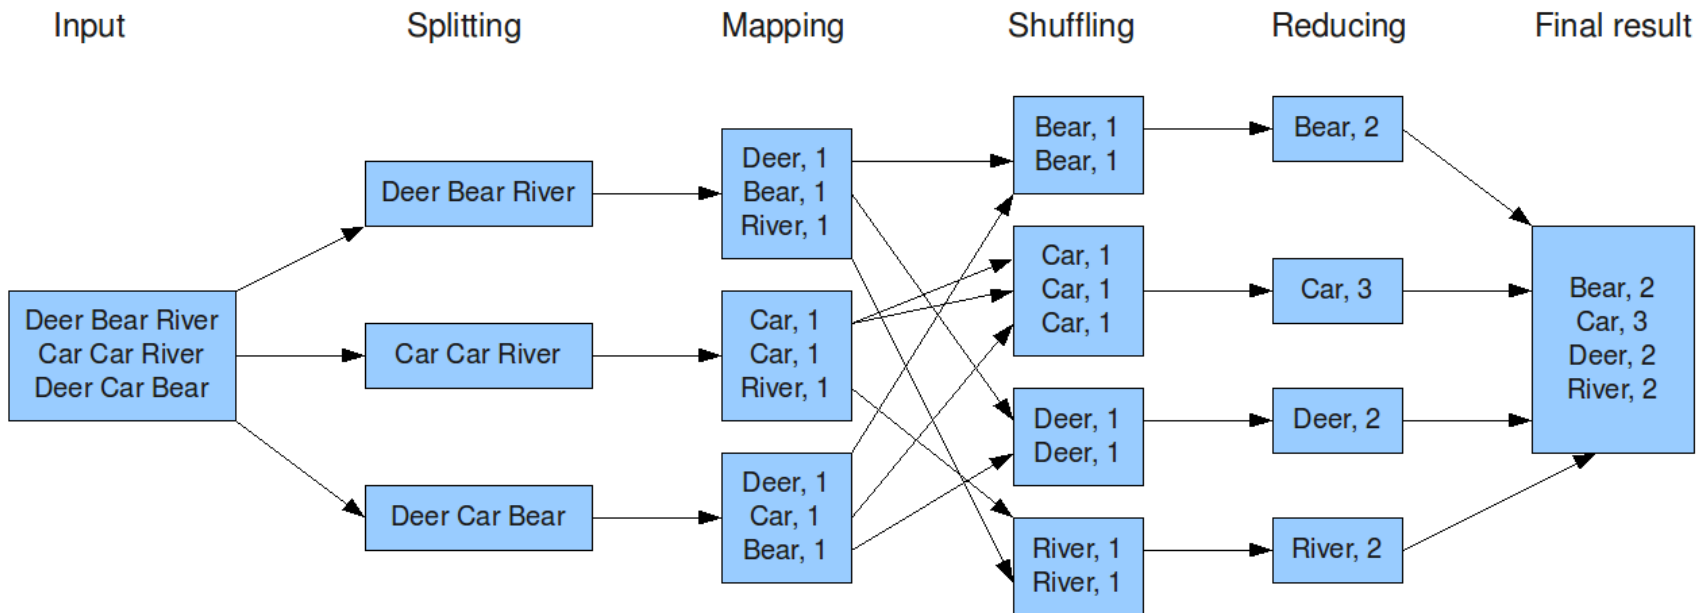 Input
Splitting
Mapping
Shuffling
Reducing
Final result
Deer Bear River
Car Car River
Deer Car Bear
Deer Bear River
Car Car River
Deer Car Bear
Deer, 1
Bear, 1
River, 1
Car, 1
Car, 1
River, 1
Deer, 1
Car, 1
Bear, 1
Bear, 1
Bear, 1
Car, 1
Car, 1
Car, 1
Deer, 1
Deer, 1
River, 1
River, 1
Bear, 2
Car, 3
Deer, 2
River, 2
Bear, 2
Car, 3
Deer, 2
River, 2